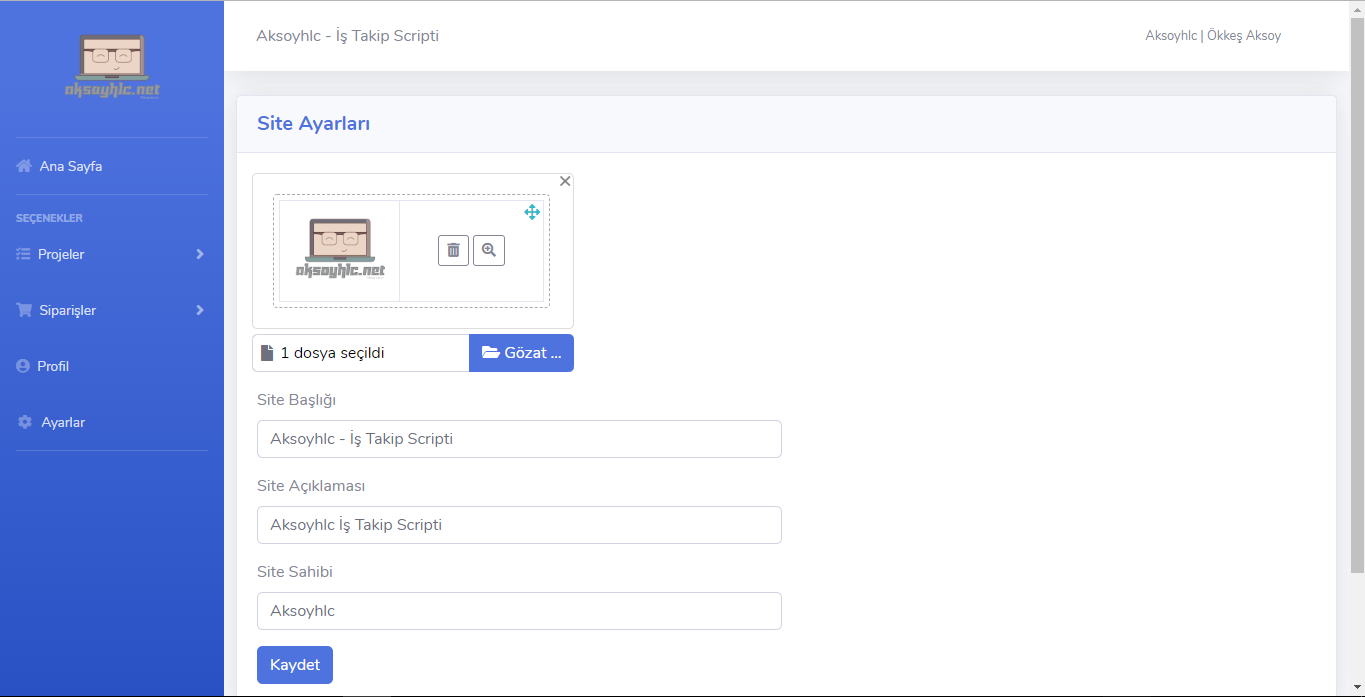 aksoyhlc.net
Aksoyhlc - İş Takip Scripti
Aksoyhlc | Ökkeş Aksoy
Ana Sayfa
SEÇENEKLER
Projeler
Siparişler
Profil
Ayarlar
Site Ayarları
aksoyhlc.net
1 dosya seçildi
Gözat ...
Site Başlığı
Aksoyhlc - İş Takip Scripti
Site Açıklaması
Aksoyhlc İş Takip Scripti
Site Sahibi
Aksoyhlc
Kaydet